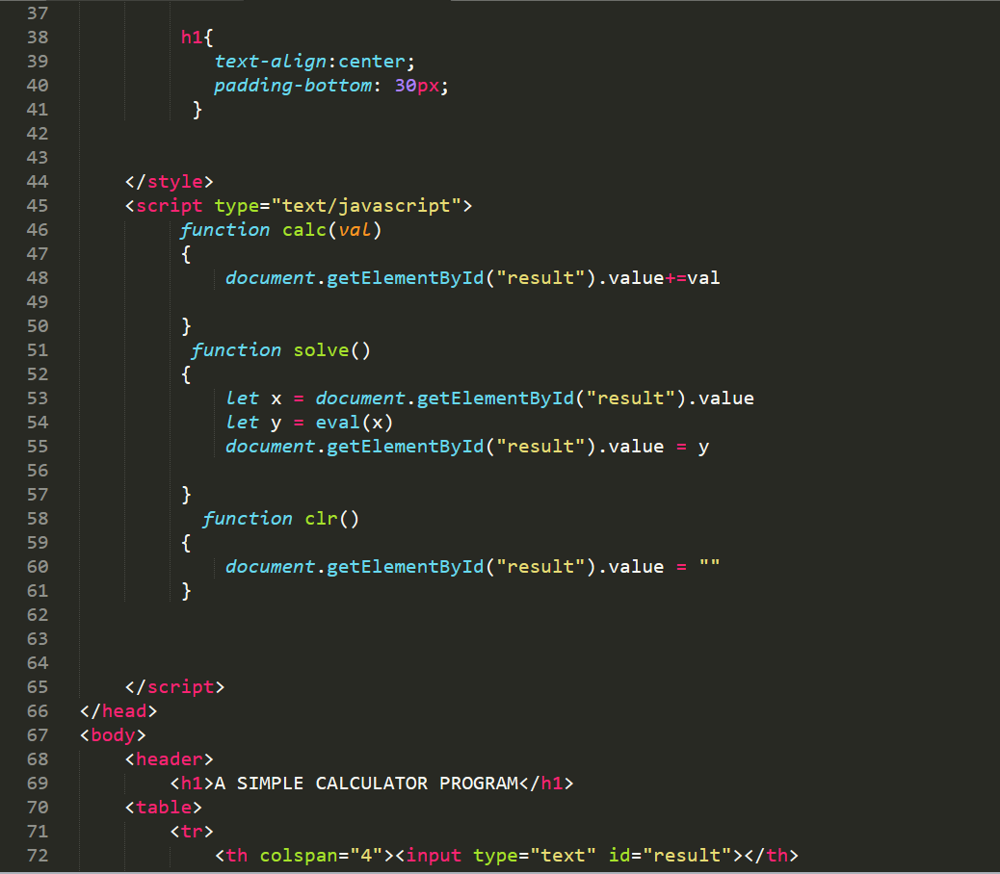 37
38 h1{
39 text-align:center;
40 padding-bottom: 30px;
41 }
42
43
44 </style>
45 <script type="text/javascript">
46 function calc(val)
47 {
48 document.getElementById("result").value+=val
49
50 }
51 function solve()
52 {
53 let x = document.getElementById("result").value
54 let y = eval(x)
55 document.getElementById("result").value = y
56
57 }
58 function clr()
59 {
60 document.getElementById("result").value = ""
61 }
62
63
64
65 </script>
66 </head>
67 <body>
68 <header>
69 <h1>A SIMPLE CALCULATOR PROGRAM</h1>
70 <table>
71 <tr>
72 <th colspan="4"><input type="text" id="result"></th>